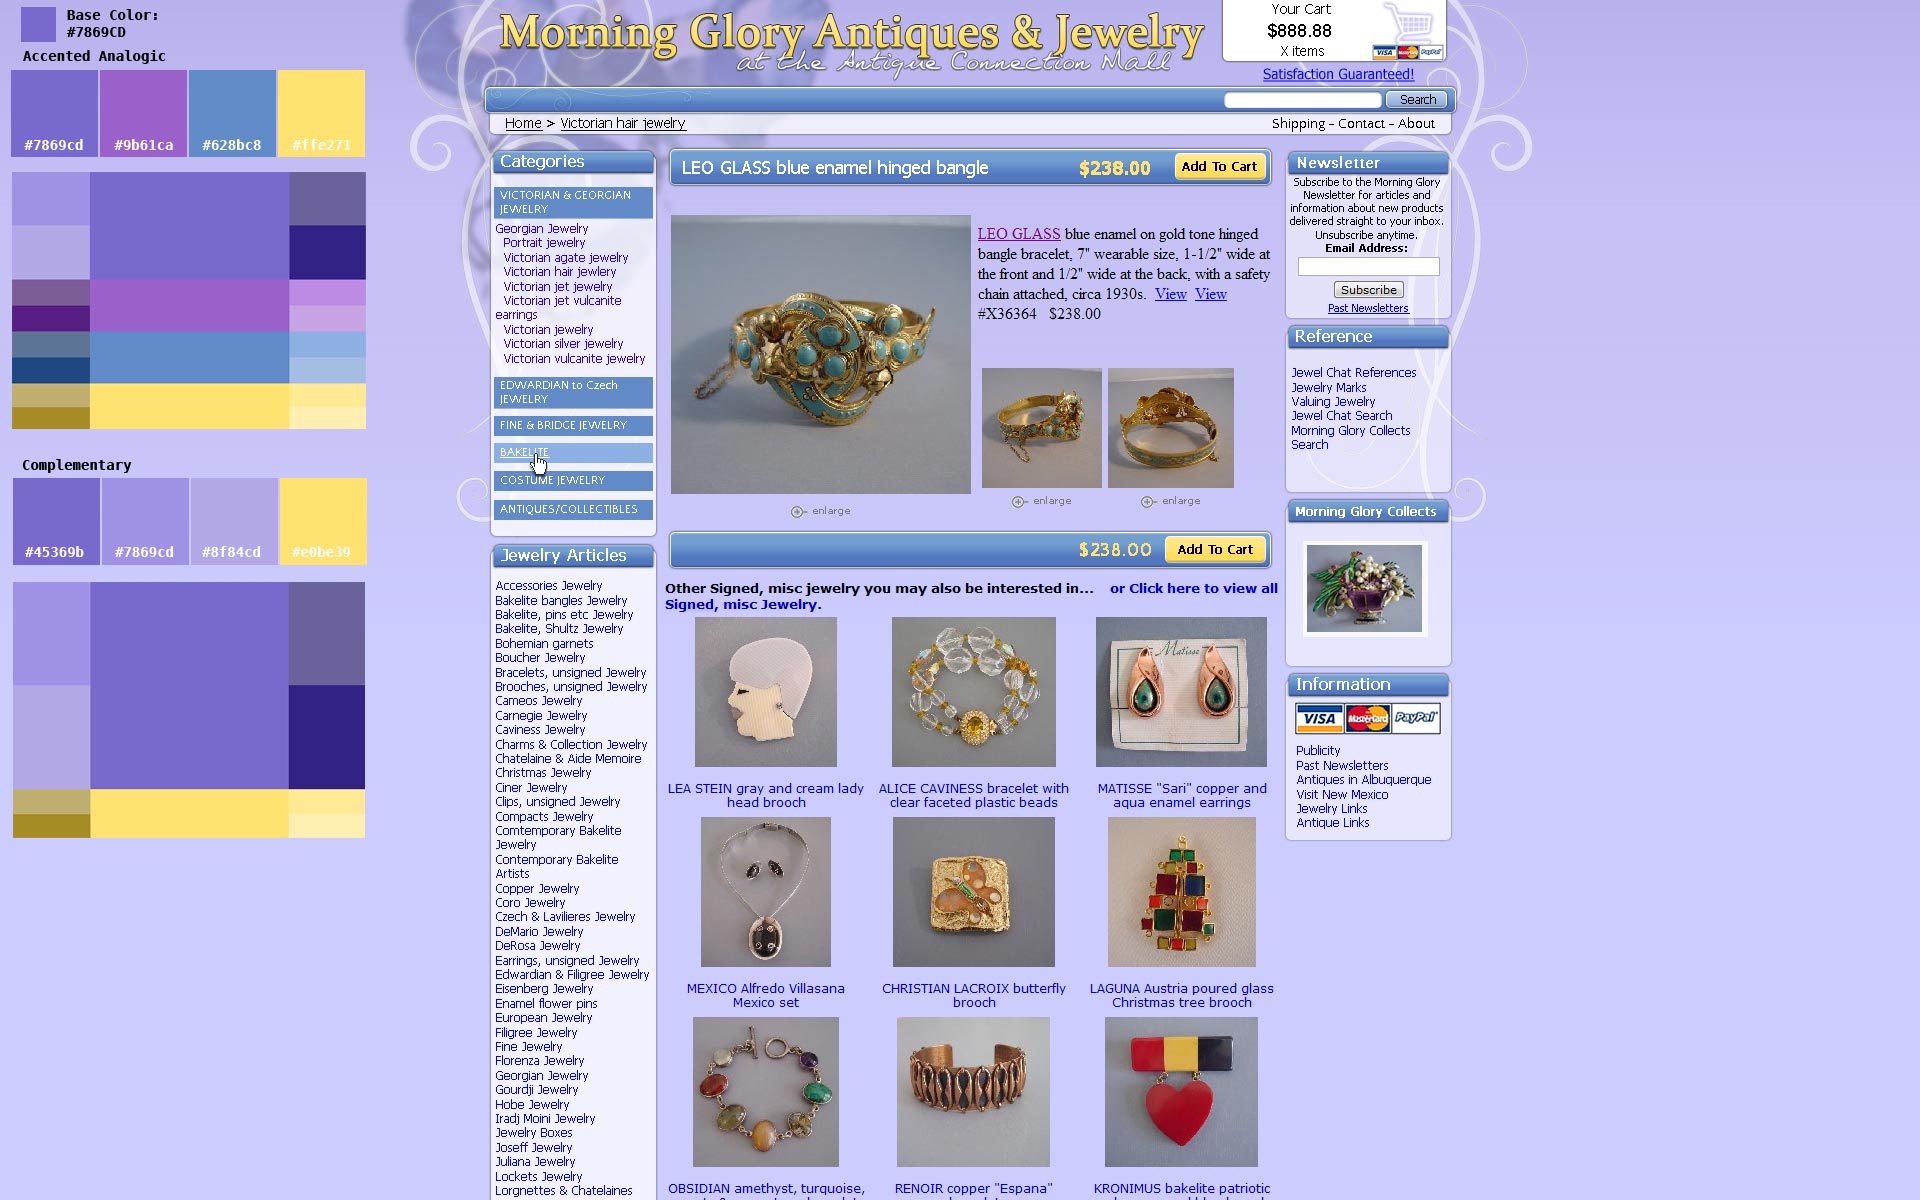 Base Color:
#7869CD
Accented Analogic
#7869cd
#9b61ca
#628bc8
#ffe271
Complementary
#45369b
#7869cd
#8f84cd
#e0be39
Morning Glory Antiques & Jewelry
at the Antique Connection Mall
Your Cart
$888.88
X items
VISA MasterCard PayPal
Satisfaction Guaranteed!
Search
Home > Victorian hair jewelry
Shipping - Contact - About
Categories
VICTORIAN & GEORGIAN
JEWELRY
Georgian Jewelry
Portrait jewelry
Victorian agate jewelry
Victorian hair jewlery
Victorian jet jewelry
Victorian jet vulcanite
earrings
Victorian jewelry
Victorian silver jewelry
Victorian vulcanite jewelry
EDWARDIAN to Czech
JEWELRY
FINE & BRIDGE JEWELRY
BAKELITE
COSTUME JEWELRY
ANTIQUES/COLLECTIBLES
Jewelry Articles
Accessories Jewelry
Bakelite bangles Jewelry
Bakelite, pins etc Jewelry
Bakelite, Shultz Jewelry
Bohemian garnets
Boucher Jewelry
Bracelets, unsigned Jewelry
Brooches, unsigned Jewelry
Cameos Jewelry
Carnegie Jewelry
Caviness Jewelry
Charms & Collection Jewelry
Chatelaine & Aide Memoire
Christmas Jewelry
Ciner Jewelry
Clips, unsigned Jewelry
Compacts Jewelry
Comtemporary Bakelite
Jewelry
Contemporary Bakelite
Artists
Copper Jewelry
Coro Jewelry
Czech & Lavilieres Jewelry
DeMario Jewelry
DeRosa Jewelry
Earrings, unsigned Jewelry
Edwardian & Filigree Jewelry
Eisenberg Jewelry
Enamel flower pins
European Jewelry
Filigree Jewelry
Fine Jewelry
Florenza Jewelry
Georgian Jewelry
Gourdji Jewelry
Hobe Jewelry
Iradj Moini Jewelry
Jewelry Boxes
Joseff Jewelry
Juliana Jewelry
Lockets Jewelry
Lorgnettes & Chatelaines
LEO GLASS blue enamel hinged bangle
$238.00
Add To Cart
LEO GLASS blue enamel on gold tone hinged
bangle bracelet, 7" wearable size, 1-1/2" wide at
the front and 1/2" wide at the back, with a safety
chain attached, circa 1930s. View View
#X36364 $238.00
enlarge
enlarge
enlarge
$238.00
Add To Cart
Other Signed, misc jewelry you may also be interested in... or Click here to view all
Signed, misc Jewelry.
Matisse
LEA STEIN gray and cream lady
head brooch
ALICE CAVINESS bracelet with
clear faceted plastic beads
MATISSE "Sari" copper and
aqua enamel earrings
MEXICO Alfredo Villasana
Mexico set
CHRISTIAN LACROIX butterfly
brooch
LAGUNA Austria poured glass
Christmas tree brooch
OBSIDIAN amethyst, turquoise,
RENOIR copper "Espana"
KRONIMUS bakelite patriotic
Newsletter
Subscribe to the Morning Glory
Newsletter for articles and
information about new products
delivered straight to your inbox.
Unsubscribe anytime.
Email Address:
Subscribe
Past Newsletters
Reference
Jewel Chat References
Jewelry Marks
Valuing Jewelry
Jewel Chat Search
Morning Glory Collects
Search
Morning Glory Collects
Information
VISA MasterCard PayPal
Publicity
Past Newsletters
Antiques in Albuquerque
Visit New Mexico
Jewelry Links
Antique Links